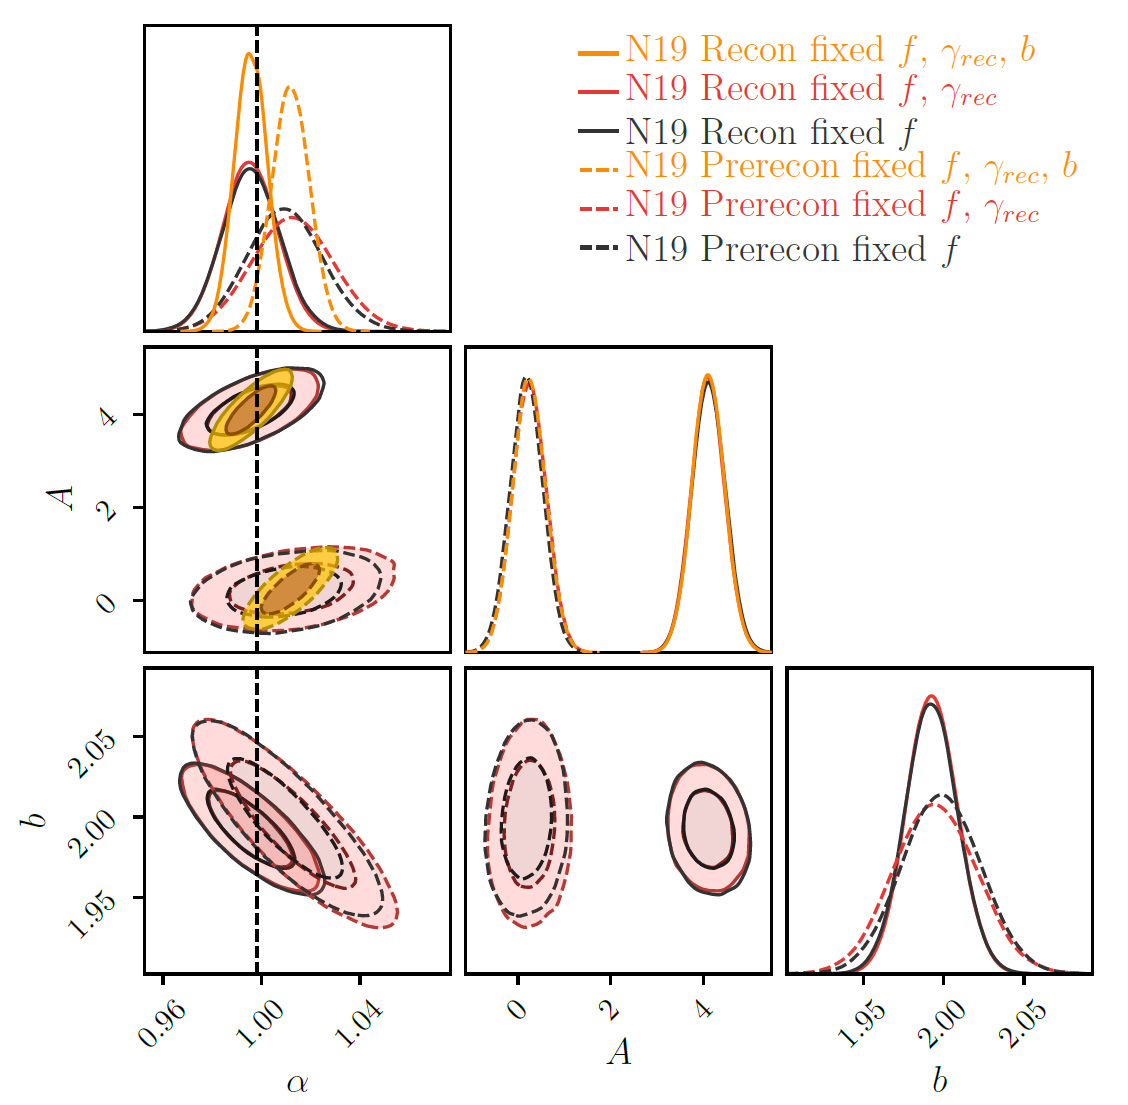 N19 Recon fixed f, γrec, b
N19 Recon fixed f, γrec
N19 Recon fixed f
N19 Prerecon fixed f, γrec, b
N19 Prerecon fixed f, γrec
N19 Prerecon fixed f
4
2
0
A
2.05
2.00
1.95
b
0.96 1.00 1.04
α
0 2 4
A
1.95 2.00 2.05
b